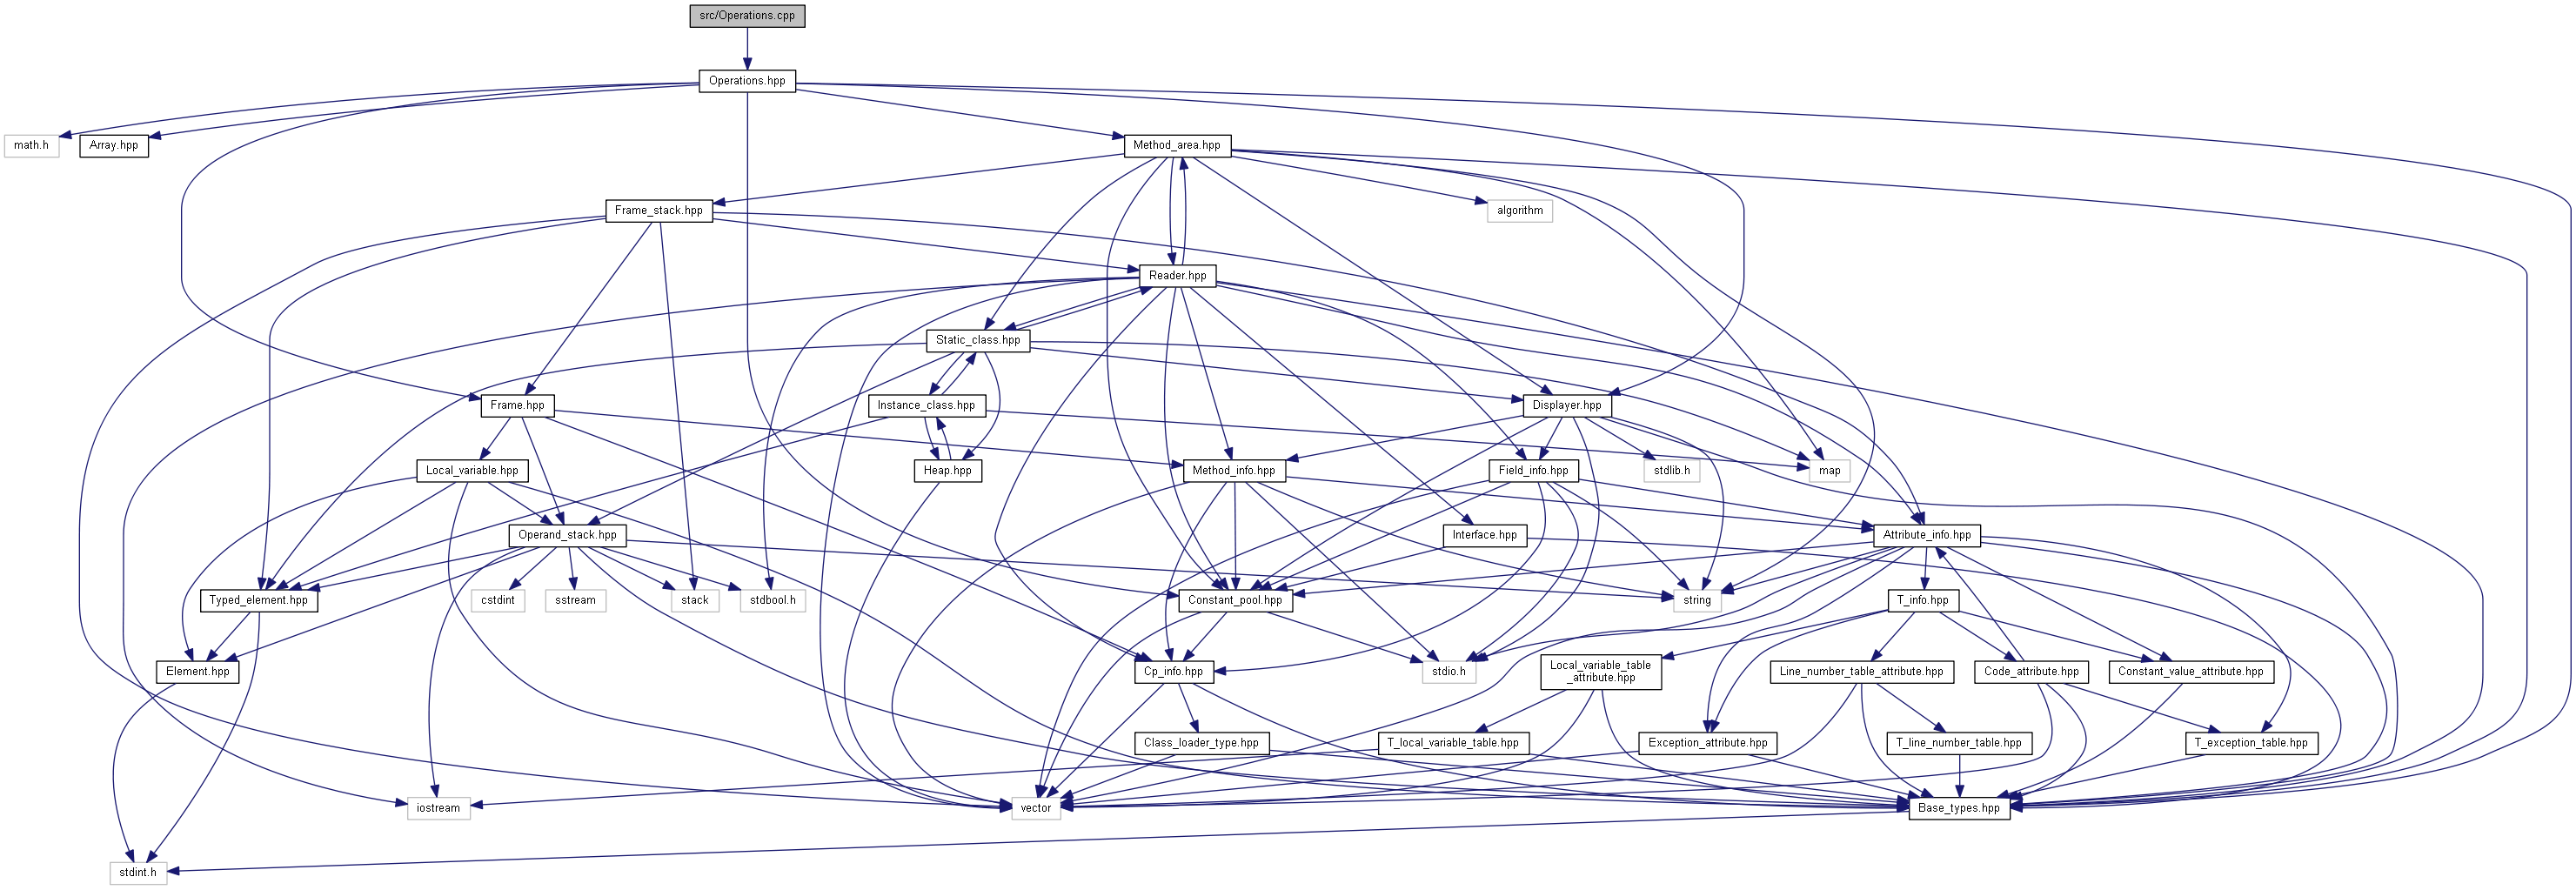 src/Operations.cpp
Operations.hpp
math.h
Array.hpp
Method_area.hpp
Frame_stack.hpp
algorithm
Reader.hpp
Static_class.hpp
Frame.hpp
Instance_class.hpp
Displayer.hpp
Local_variable.hpp
Heap.hpp
Method_info.hpp
Field_info.hpp
stdlib.h
map
Operand_stack.hpp
Interface.hpp
Attribute_info.hpp
Typed_element.hpp
cstdint
sstream
stack
stdbool.h
Constant_pool.hpp
string
T_info.hpp
Element.hpp
Cp_info.hpp
stdio.h
Local_variable_table
_attribute.hpp
Line_number_table_attribute.hpp
Code_attribute.hpp
Constant_value_attribute.hpp
Class_loader_type.hpp
T_local_variable_table.hpp
Exception_attribute.hpp
T_line_number_table.hpp
T_exception_table.hpp
iostream
vector
Base_types.hpp
stdint.h